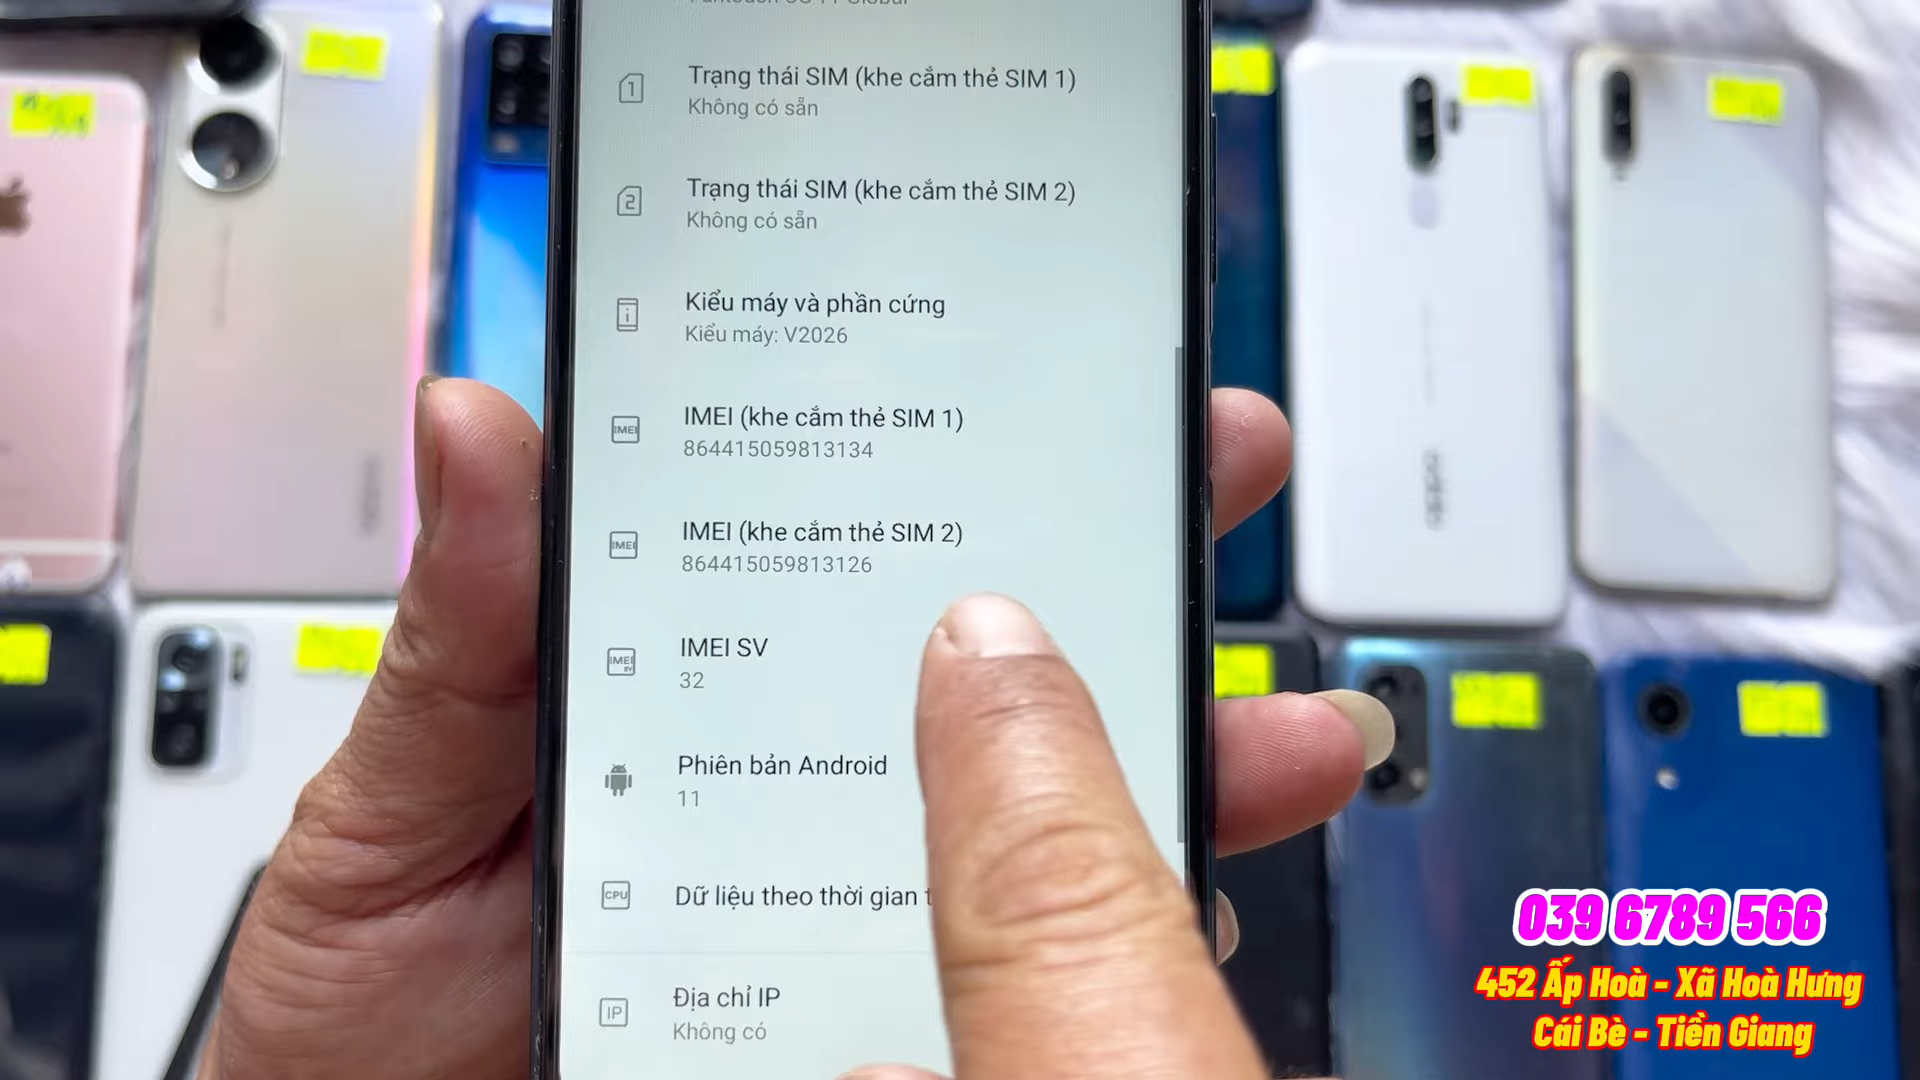 Trạng thái SIM (khe cắm thẻ SIM 1)
Không có sẵn
Trạng thái SIM (khe cắm thẻ SIM 2)
Không có sẵn
Kiểu máy và phần cứng
Kiểu máy: V2026
IMEI (khe cắm thẻ SIM 1)
864415059813134
IMEI (khe cắm thẻ SIM 2)
864415059813126
IMEI SV
32
Phiên bản Android
11
Dữ liệu theo thời gian
Địa chỉ IP
Không có
039 6789 566
452 Ấp Hoà - Xã Hoà Hưng
Cái Bè - Tiền Giang